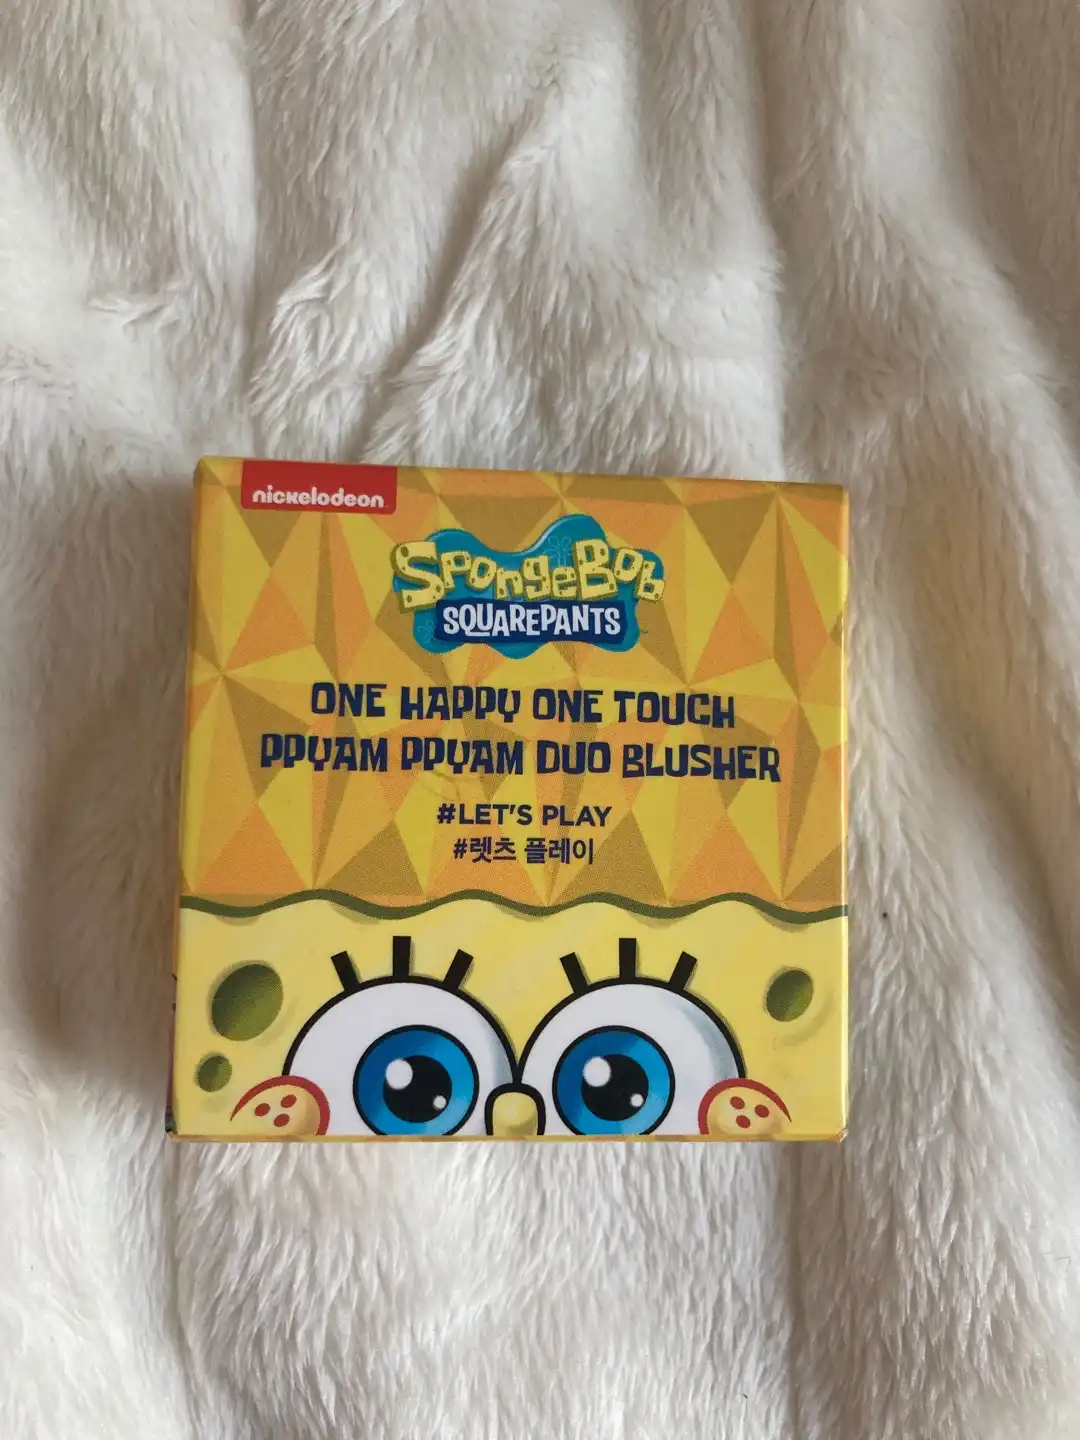 nickelodeon
SpongeBob
SQUAREPANTS
ONE HAPPY ONE TOUCH
PPYAM PPYAM DUO BLUSHER
#LET'S PLAY
#렛츠 플레이